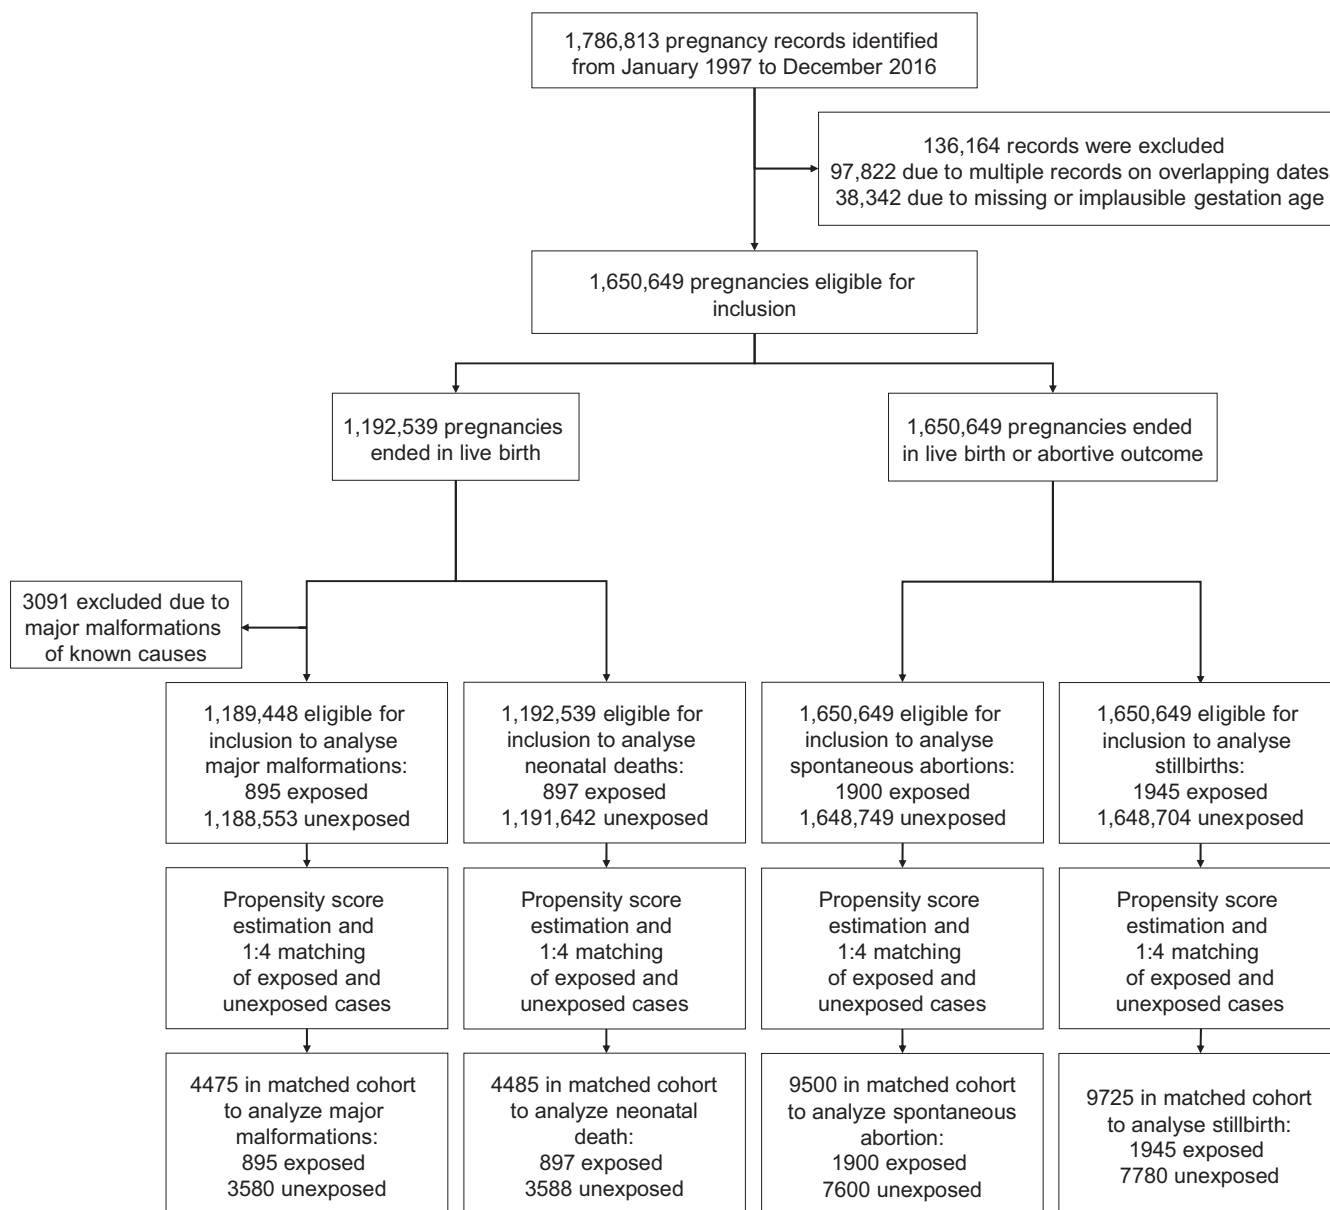 1,786,813 pregnancy records identified
from January 1997 to December 2016
136,164 records were excluded
97,822 due to multiple records on overlapping dates
38,342 due to missing or implausible gestation age
1,650,649 pregnancies eligible for
inclusion
1,192,539 pregnancies
ended in live birth
1,650,649 pregnancies ended
in live birth or abortive outcome
3091 excluded due to
major malformations
of known causes
1,189,448 eligible for
inclusion to analyse
major malformations:
895 exposed
1,188,553 unexposed
1,192,539 eligible for
inclusion to analyse
neonatal deaths:
897 exposed
1,191,642 unexposed
1,650,649 eligible for
inclusion to analyse
spontaneous abortions:
1900 exposed
1,648,749 unexposed
1,650,649 eligible for
inclusion to analyse
stillbirths:
1945 exposed
1,648,704 unexposed
Propensity score
estimation and
1:4 matching
of exposed and
unexposed cases
Propensity score
estimation and
1:4 matching
of exposed and
unexposed cases
Propensity score
estimation and
1:4 matching
of exposed and
unexposed cases
Propensity score
estimation and
1:4 matching
of exposed and
unexposed cases
4475 in matched cohort
to analyze major
malformations:
895 exposed
3580 unexposed
4485 in matched cohort
to analyze neonatal
death:
897 exposed
3588 unexposed
9500 in matched cohort
to analyze spontaneous
abortion:
1900 exposed
7600 unexposed
9725 in matched cohort
to analyse stillbirth:
1945 exposed
7780 unexposed